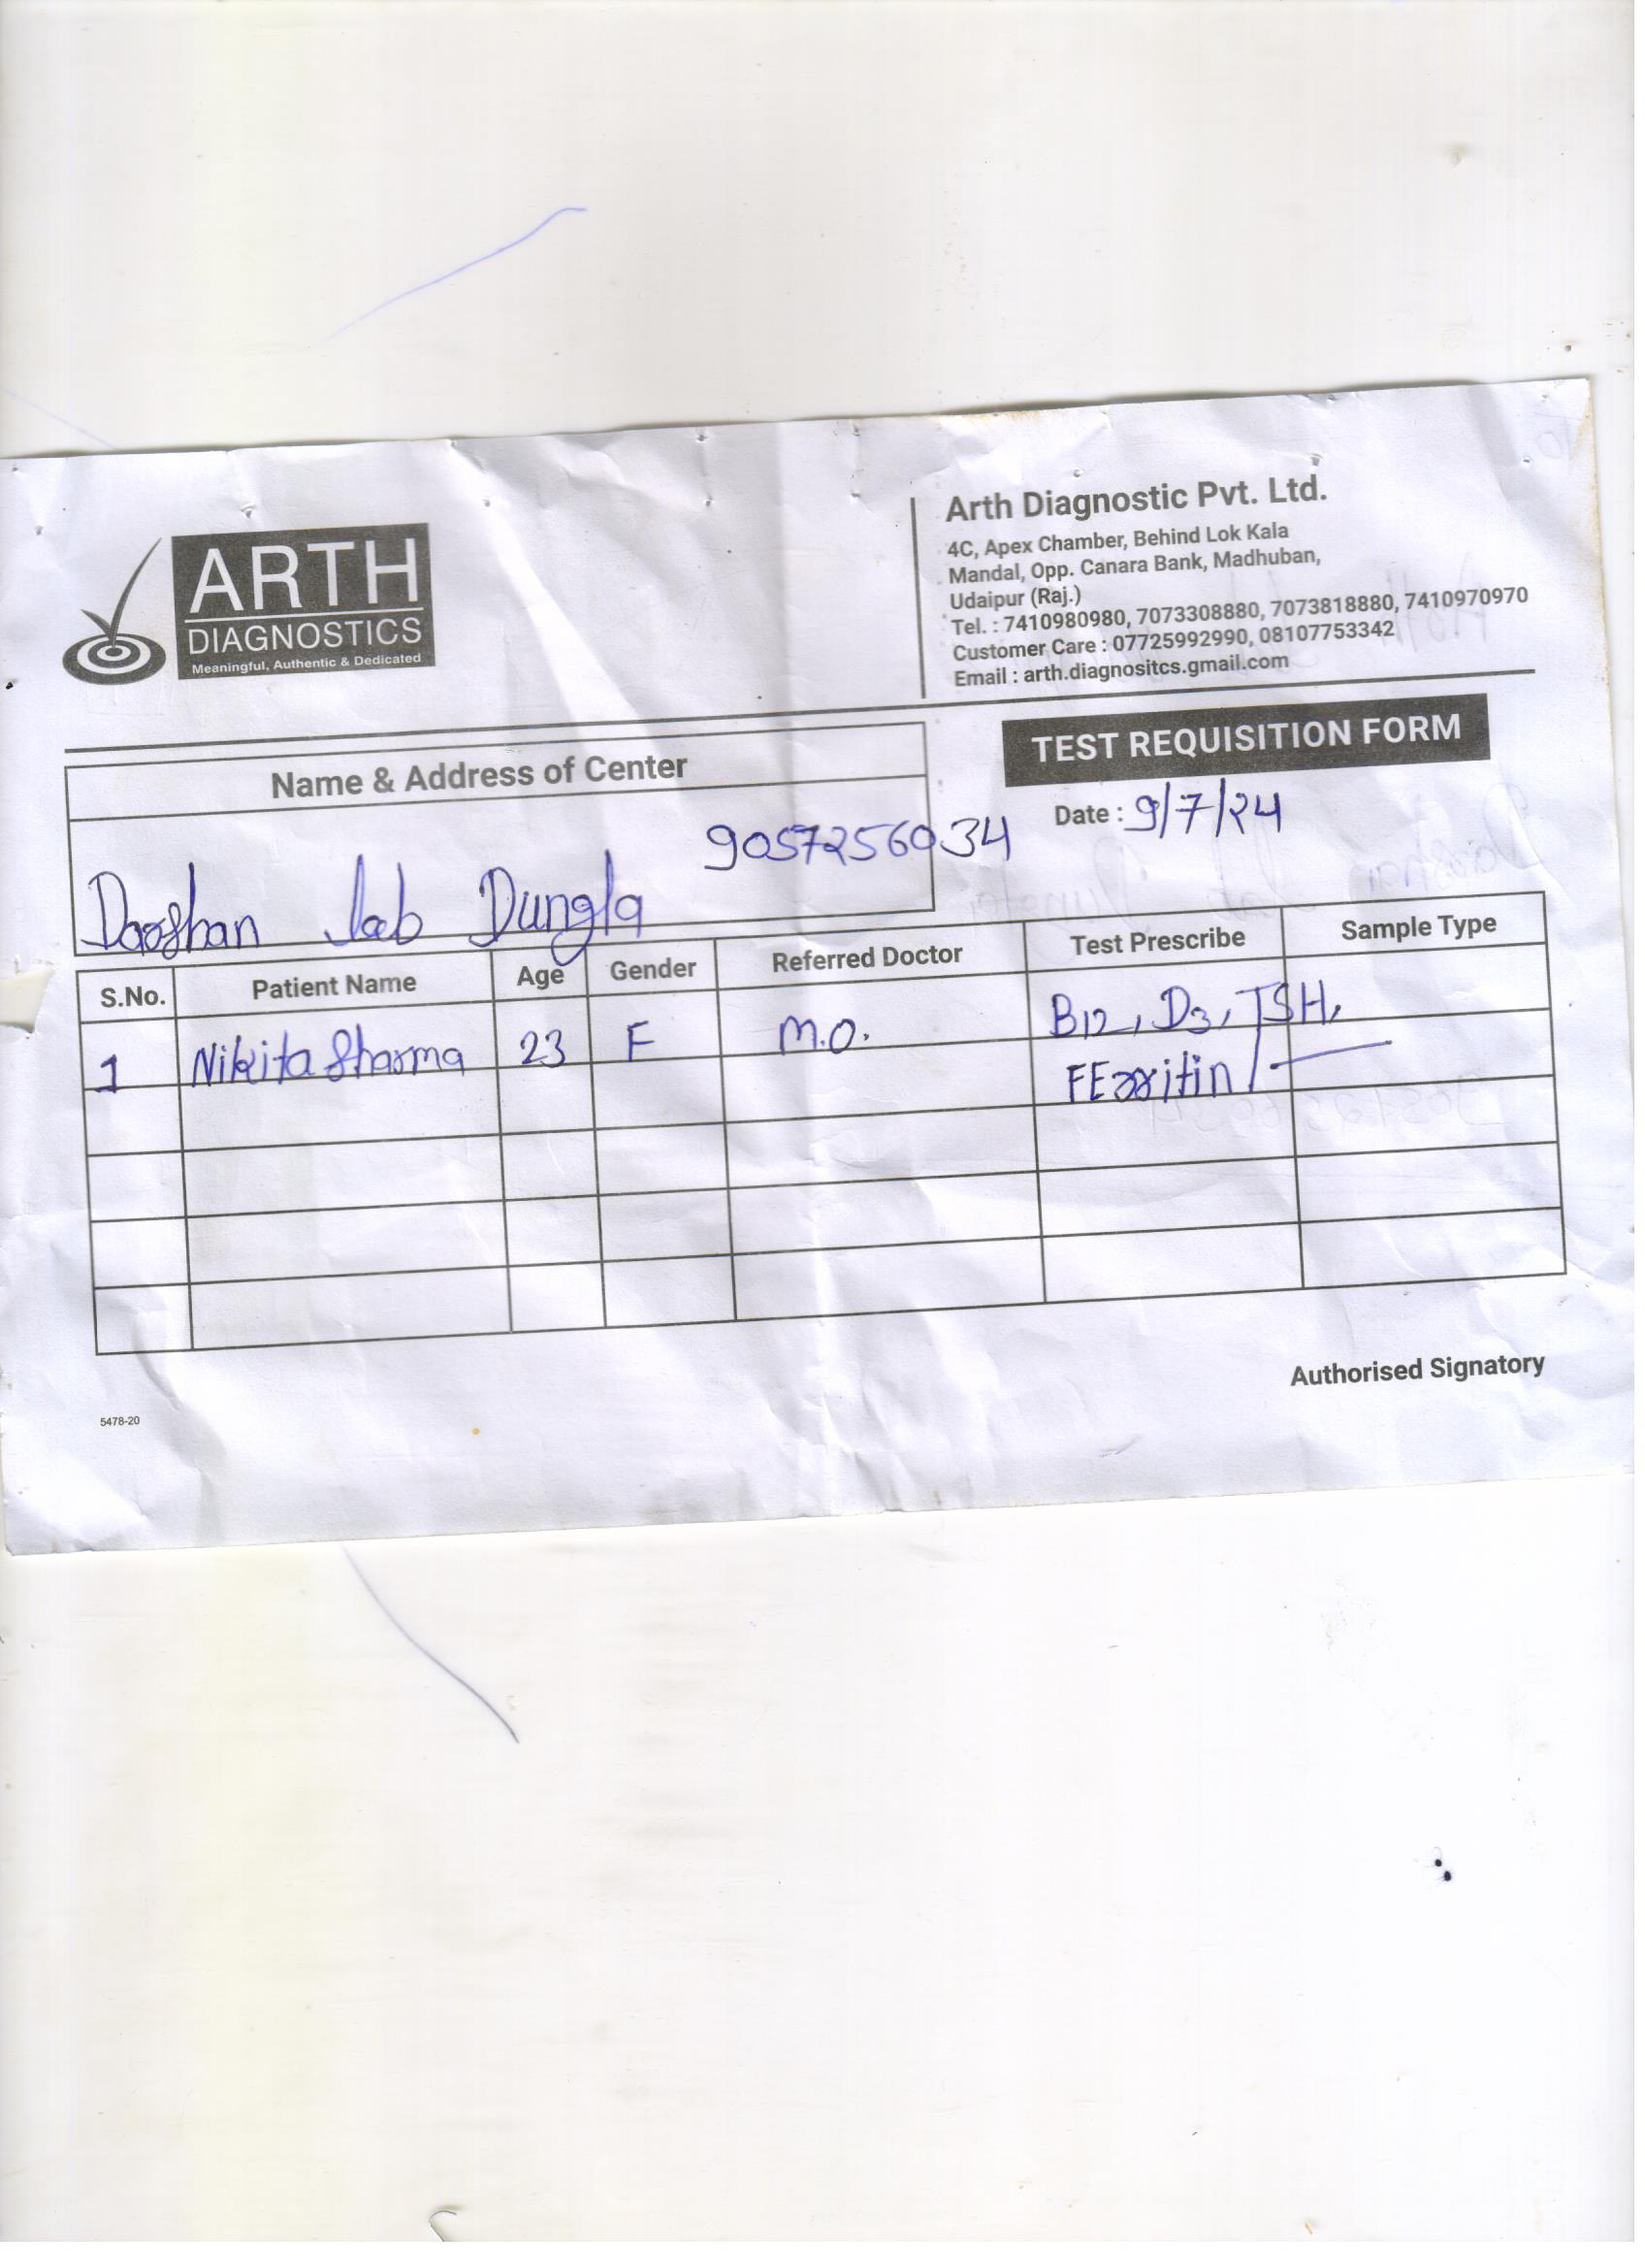 ARTH
DIAGNOSTICS
Meaningful, Authentic & Dedicated
Arth Diagnostic Pvt. Ltd.
4C, Apex Chamber, Behind Lok Kala
Mandal, Opp. Canara Bank, Madhuban,
Udaipur (Raj.)
Tel. : 7410980980, 7073308880, 7073818880, 7410970970
Customer Care : 07725992990, 08107753342
Email : arth.diagnositcs.gmail.com
TEST REQUISITION FORM
Name & Address of Center
Date : 9/7/24
9057256034
Darshan Lab Dungla
S.No. Patient Name Age Gender Referred Doctor Test Prescribe Sample Type
1 Nikita Sharma 23 F M.O. B12, D3, TSH,
FErritin
Authorised Signatory
5478-20